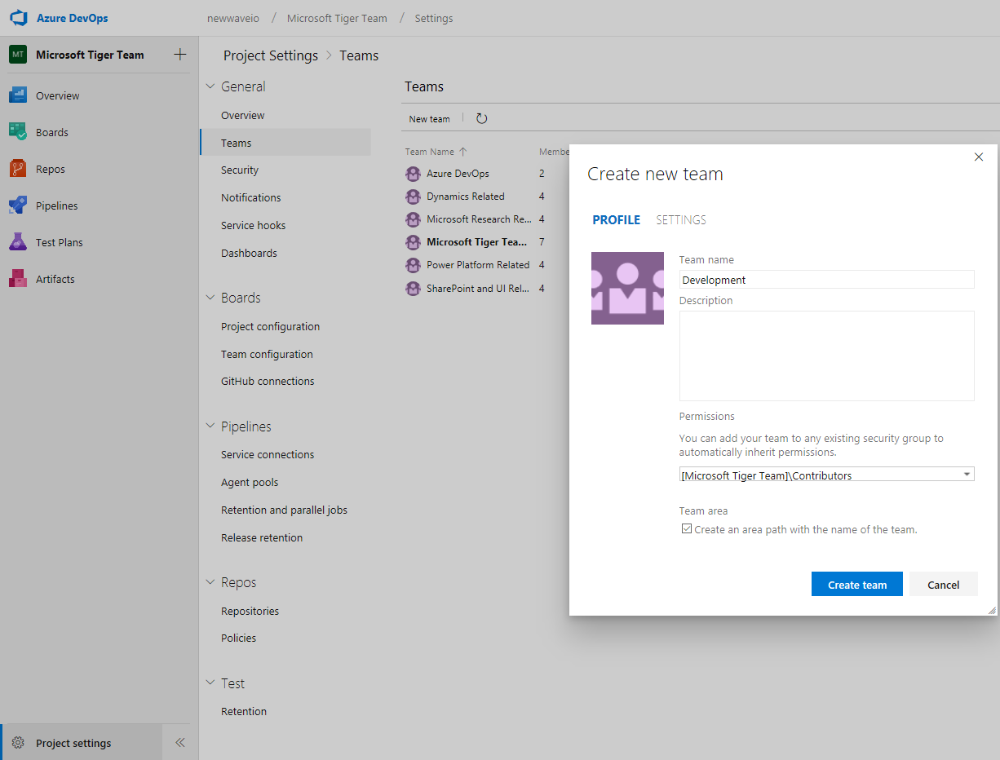 Azure DevOps
newwaveio / Microsoft Tiger Team / Settings
MT Microsoft Tiger Team
Overview
Boards
Repos
Pipelines
Test Plans
Artifacts
Project settings
Project Settings > Teams
General
Overview
Teams
Security
Notifications
Service hooks
Dashboards
Boards
Project configuration
Team configuration
GitHub connections
Pipelines
Service connections
Agent pools
Retention and parallel jobs
Release retention
Repos
Repositories
Policies
Test
Retention
Teams
New team
Team Name Membe
Azure DevOps 2
Dynamics Related 4
Microsoft Research Re... 4
Microsoft Tiger Tea... 7
Power Platform Related 4
SharePoint and UI Rel... 4
Create new team
PROFILE SETTINGS
Team name
Development
Description
Permissions
You can add your team to any existing security group to
automatically inherit permissions.
[Microsoft Tiger Team]\Contributors
Team area
Create an area path with the name of the team.
Create team Cancel